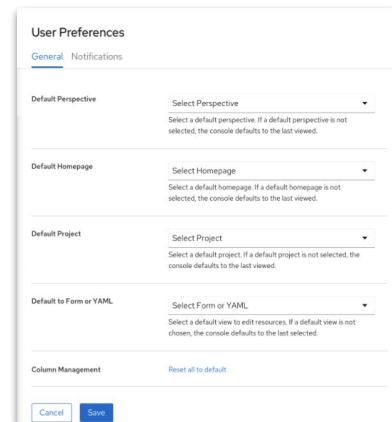 User Preferences
General Notifications
Default Perspective
Select Perspective
Select a default perspective. If a default perspective is not
selected, the console defaults to the last viewed.
Default Homepage
Select Homepage
Select a default homepage. If a default homepage is not
selected, the console defaults to the last viewed.
Default Project
Select Project
Select a default project. If a default project is not selected, the
console defaults to the last viewed.
Default to Form or YAML
Select Form or YAML
Select a default view to edit resources. If a default view is not
chosen, the console defaults to the last selected.
Column Management
Reset all to default
Cancel Save